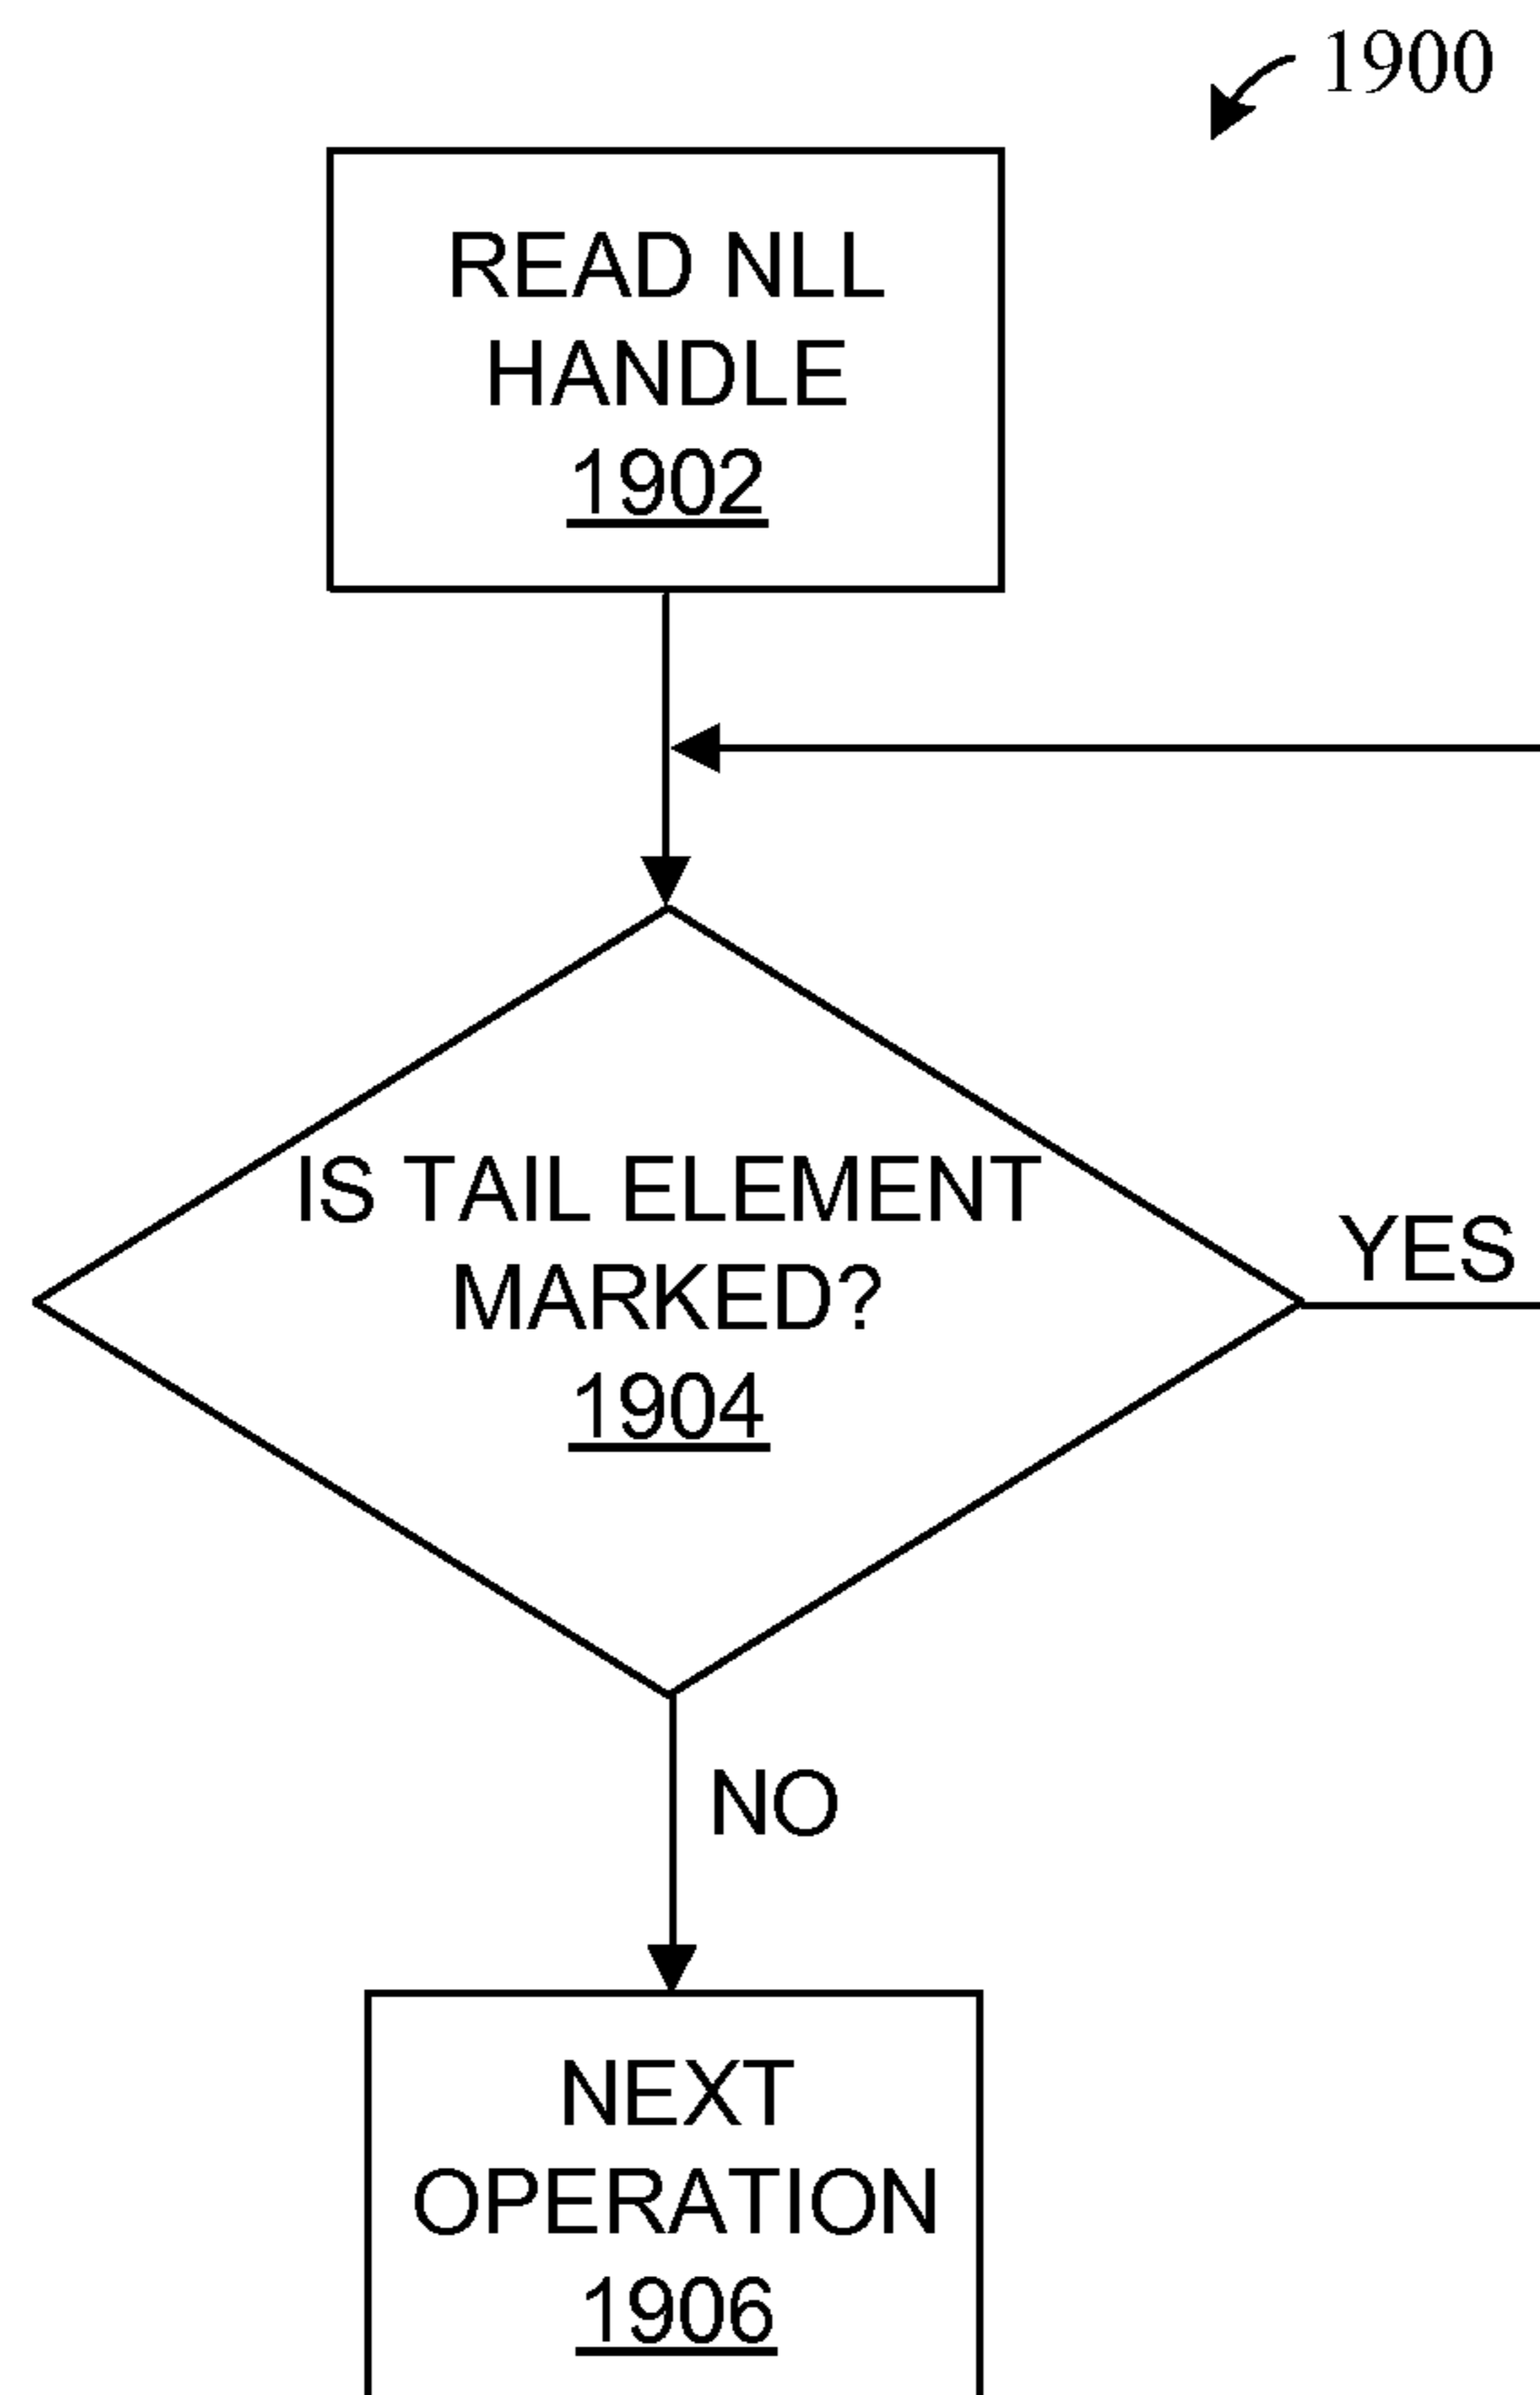 1900
READ NLL
HANDLE
1902
IS TAIL ELEMENT
MARKED?
1904
YES
NO
NEXT
OPERATION
1906